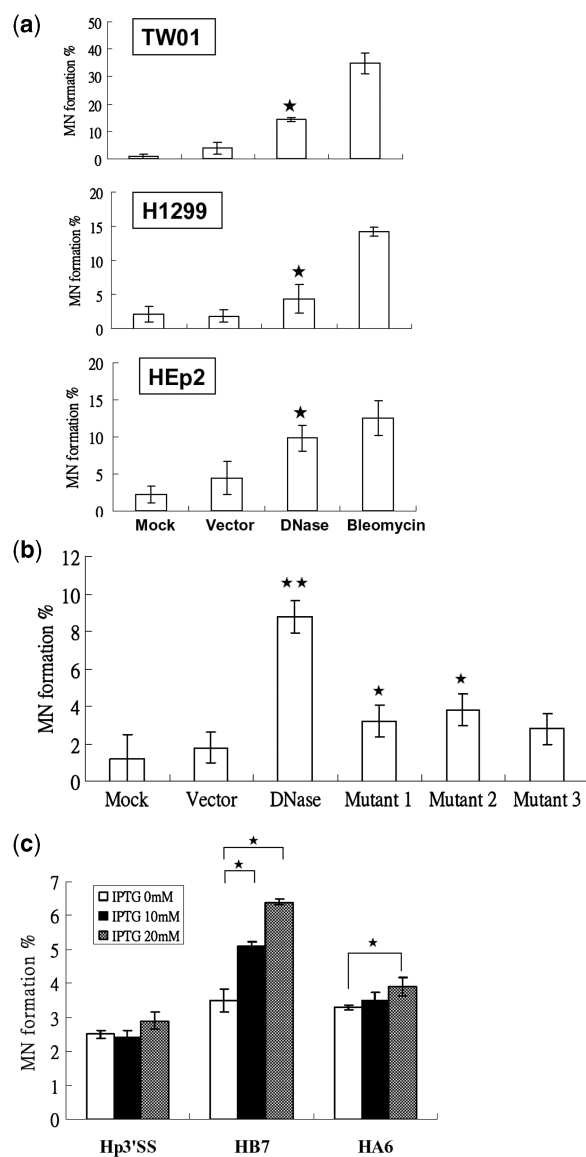 (a)
TW01
MN formation %
50
40
30
20
10
0
★
H1299
MN formation %
20
15
10
5
0
★
HEp2
MN formation %
20
15
10
5
0
★
Mock Vector DNase Bleomycin
(b)
MN formation %
12
10
8
6
4
2
0
★★
★
★
Mock Vector DNase Mutant 1 Mutant 2 Mutant 3
(c)
MN formation %
7
6
5
4
3
2
1
0
IPTG 0mM
IPTG 10mM
IPTG 20mM
★
★
★
Hp3'SS HB7 HA6